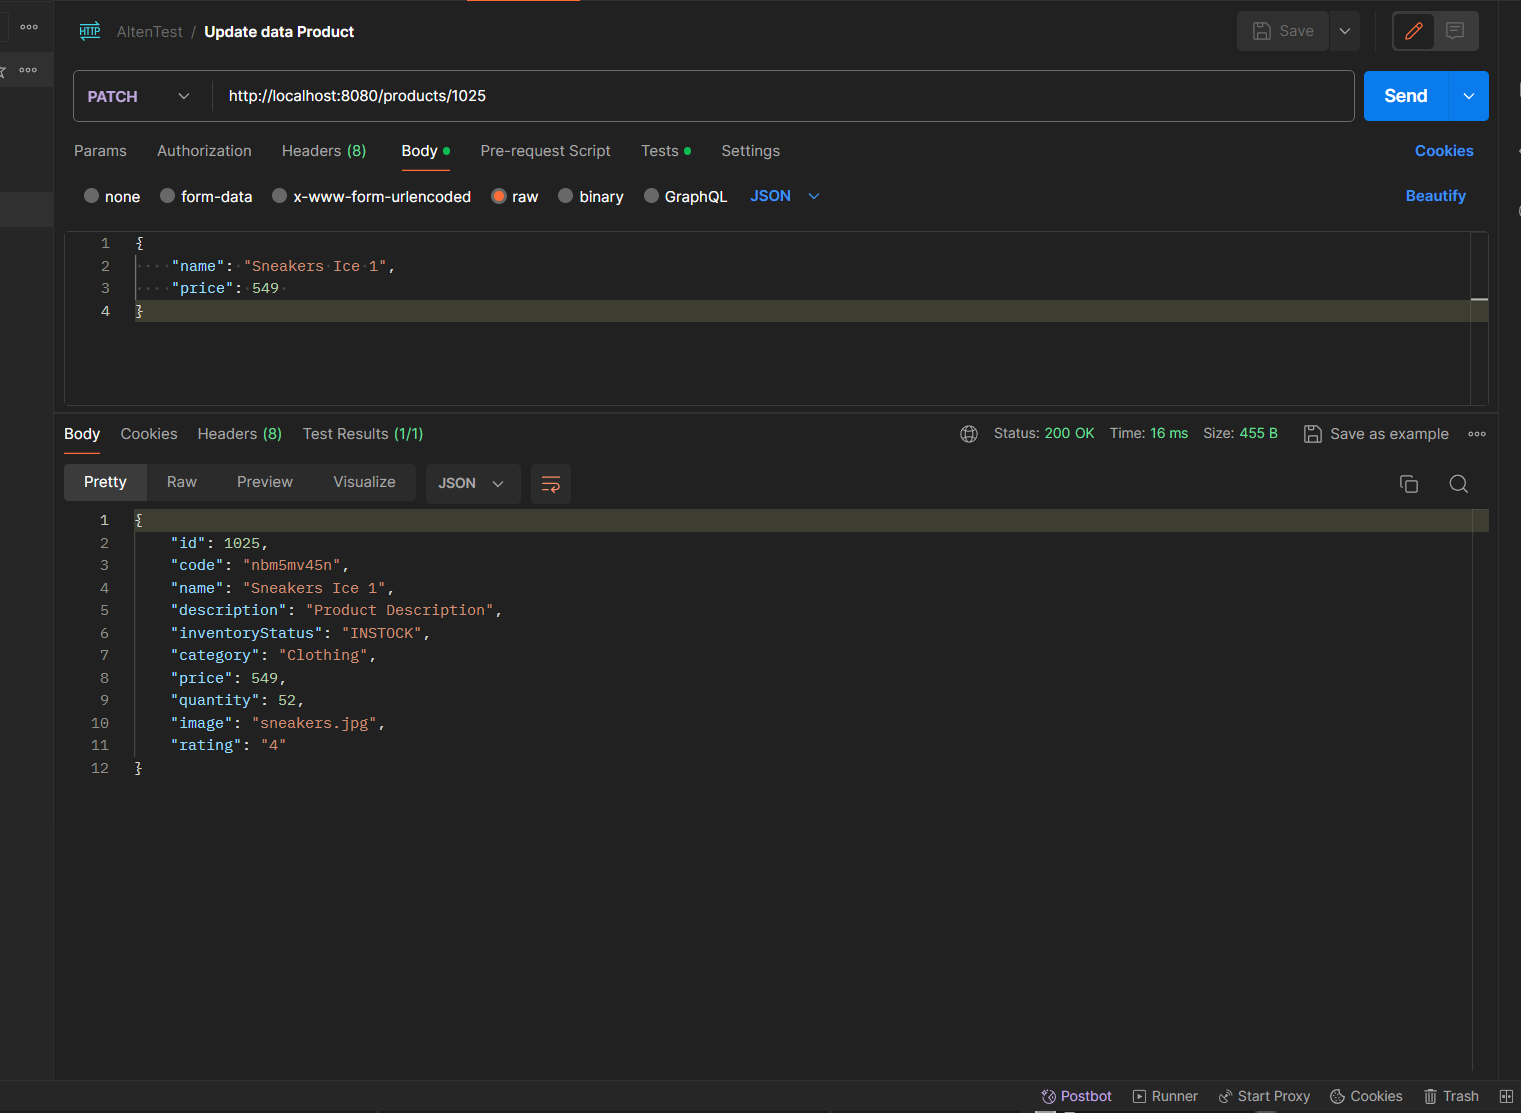 HTTP AltenTest / Update data Product Save
PATCH http://localhost:8080/products/1025 Send
Params Authorization Headers (8) Body Pre-request Script Tests Settings Cookies
none form-data x-www-form-urlencoded raw binary GraphQL JSON Beautify
1 {
2 "name": "Sneakers Ice 1",
3 "price": 549
4 }
Body Cookies Headers (8) Test Results (1/1) Status: 200 OK Time: 16 ms Size: 455 B Save as example
Pretty Raw Preview Visualize JSON
1 {
2 "id": 1025,
3 "code": "nbm5mv45n",
4 "name": "Sneakers Ice 1",
5 "description": "Product Description",
6 "inventoryStatus": "INSTOCK",
7 "category": "Clothing",
8 "price": 549,
9 "quantity": 52,
10 "image": "sneakers.jpg",
11 "rating": "4"
12 }
Postbot Runner Start Proxy Cookies Trash